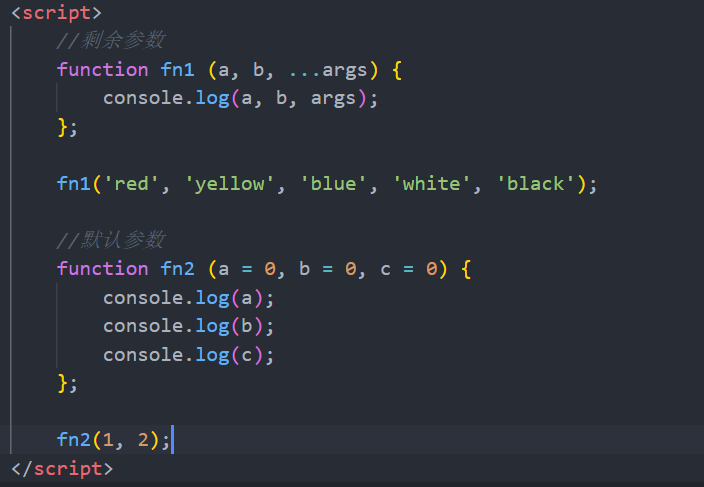 <script>
//剩余参数
function fn1 (a, b, ...args) {
console.log(a, b, args);
};
fn1('red', 'yellow', 'blue', 'white', 'black');
//默认参数
function fn2 (a = 0, b = 0, c = 0) {
console.log(a);
console.log(b);
console.log(c);
};
fn2(1, 2);
</script>